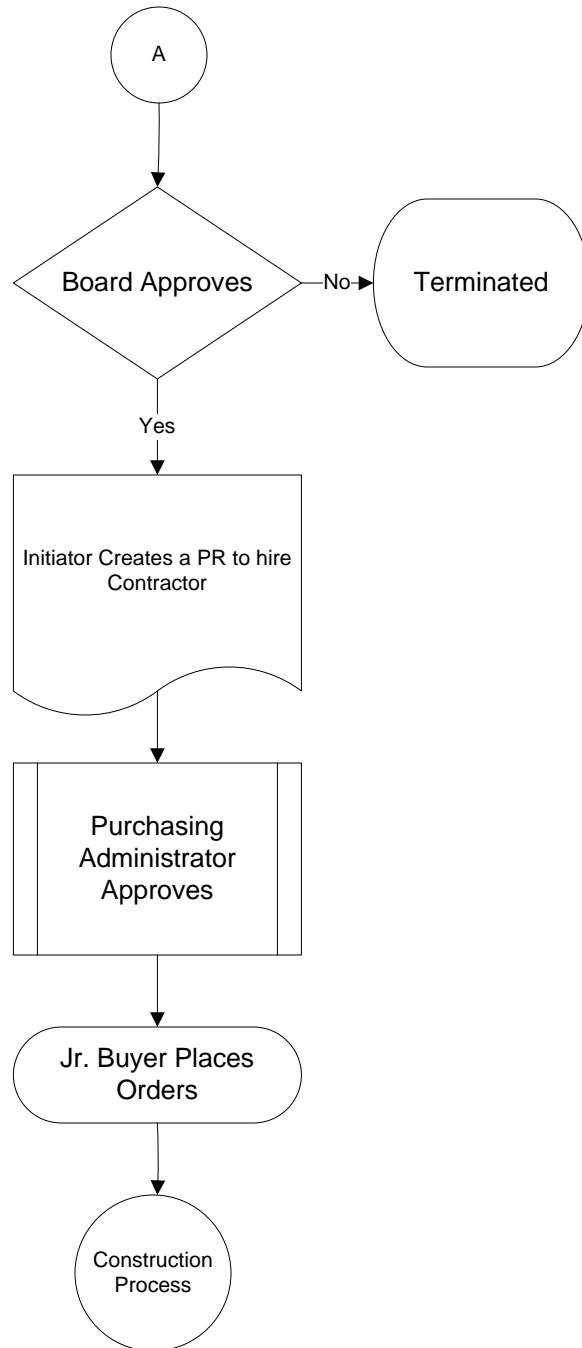 A
Board Approves
No
Terminated
Yes
Initiator Creates a PR to hire
Contractor
Purchasing
Administrator
Approves
Jr. Buyer Places
Orders
Construction
Process